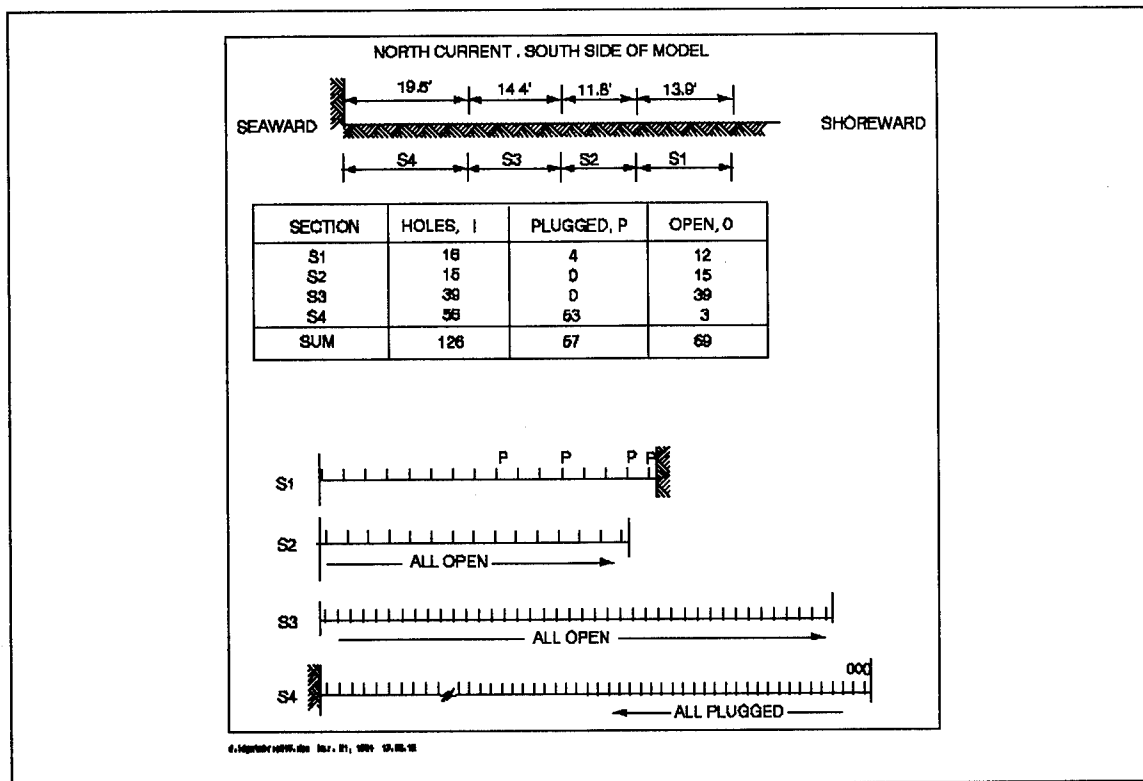 NORTH CURRENT . SOUTH SIDE OF MODEL
19.5' 14.4' 11.8' 13.9'
SEAWARD SHOREWARD
S4 S3 S2 S1
SECTION HOLES, I PLUGGED, P OPEN, O
S1 16 4 12
S2 15 0 15
S3 39 0 39
S4 56 53 3
SUM 126 57 69
P P P P
S1
S2
ALL OPEN
S3
ALL OPEN
000
S4
ALL PLUGGED